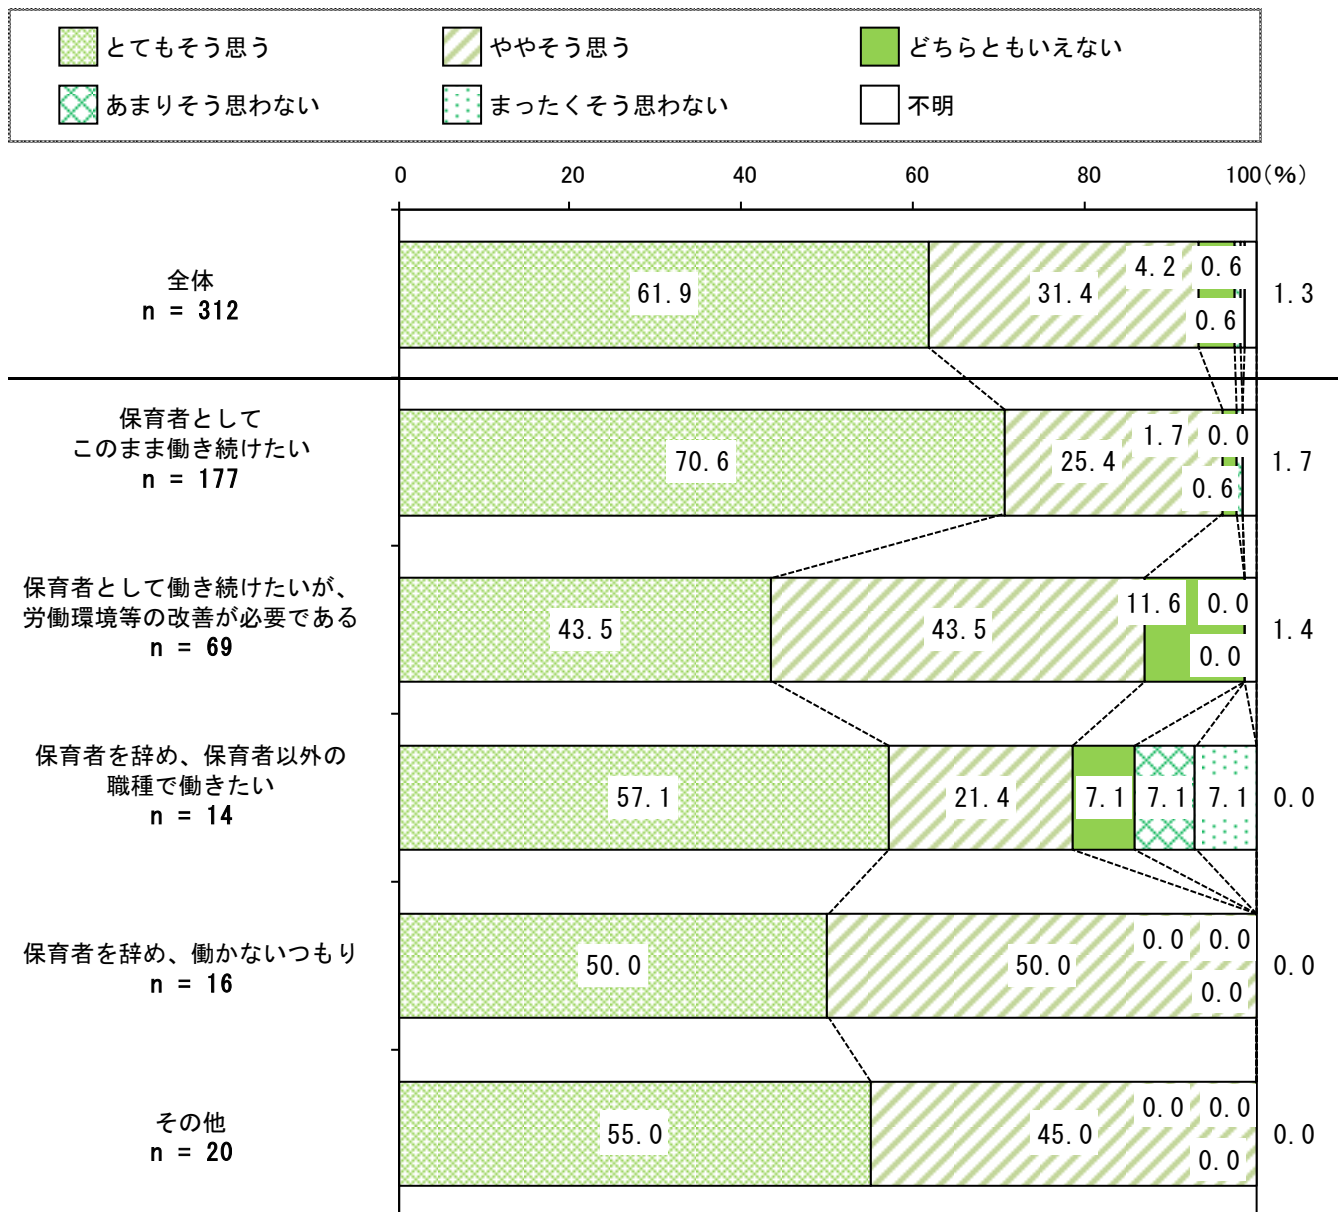 とてもそう思う
ややそう思う
どちらともいえない
あまりそう思わない
まったくそう思わない
不明
0 20 40 60 80 100(%)
全体
n = 312
61.9 31.4 4.2 0.6 0.6 1.3
保育者として
このまま働き続けたい
n = 177
70.6 25.4 1.7 0.6 0.0 1.7
保育者として働き続けたいが、
労働環境等の改善が必要である
n = 69
43.5 43.5 11.6 0.0 0.0 1.4
保育者を辞め、保育者以外の
職種で働きたい
n = 14
57.1 21.4 7.1 7.1 7.1 0.0
保育者を辞め、働かないつもり
n = 16
50.0 50.0 0.0 0.0 0.0 0.0
その他
n = 20
55.0 45.0 0.0 0.0 0.0 0.0